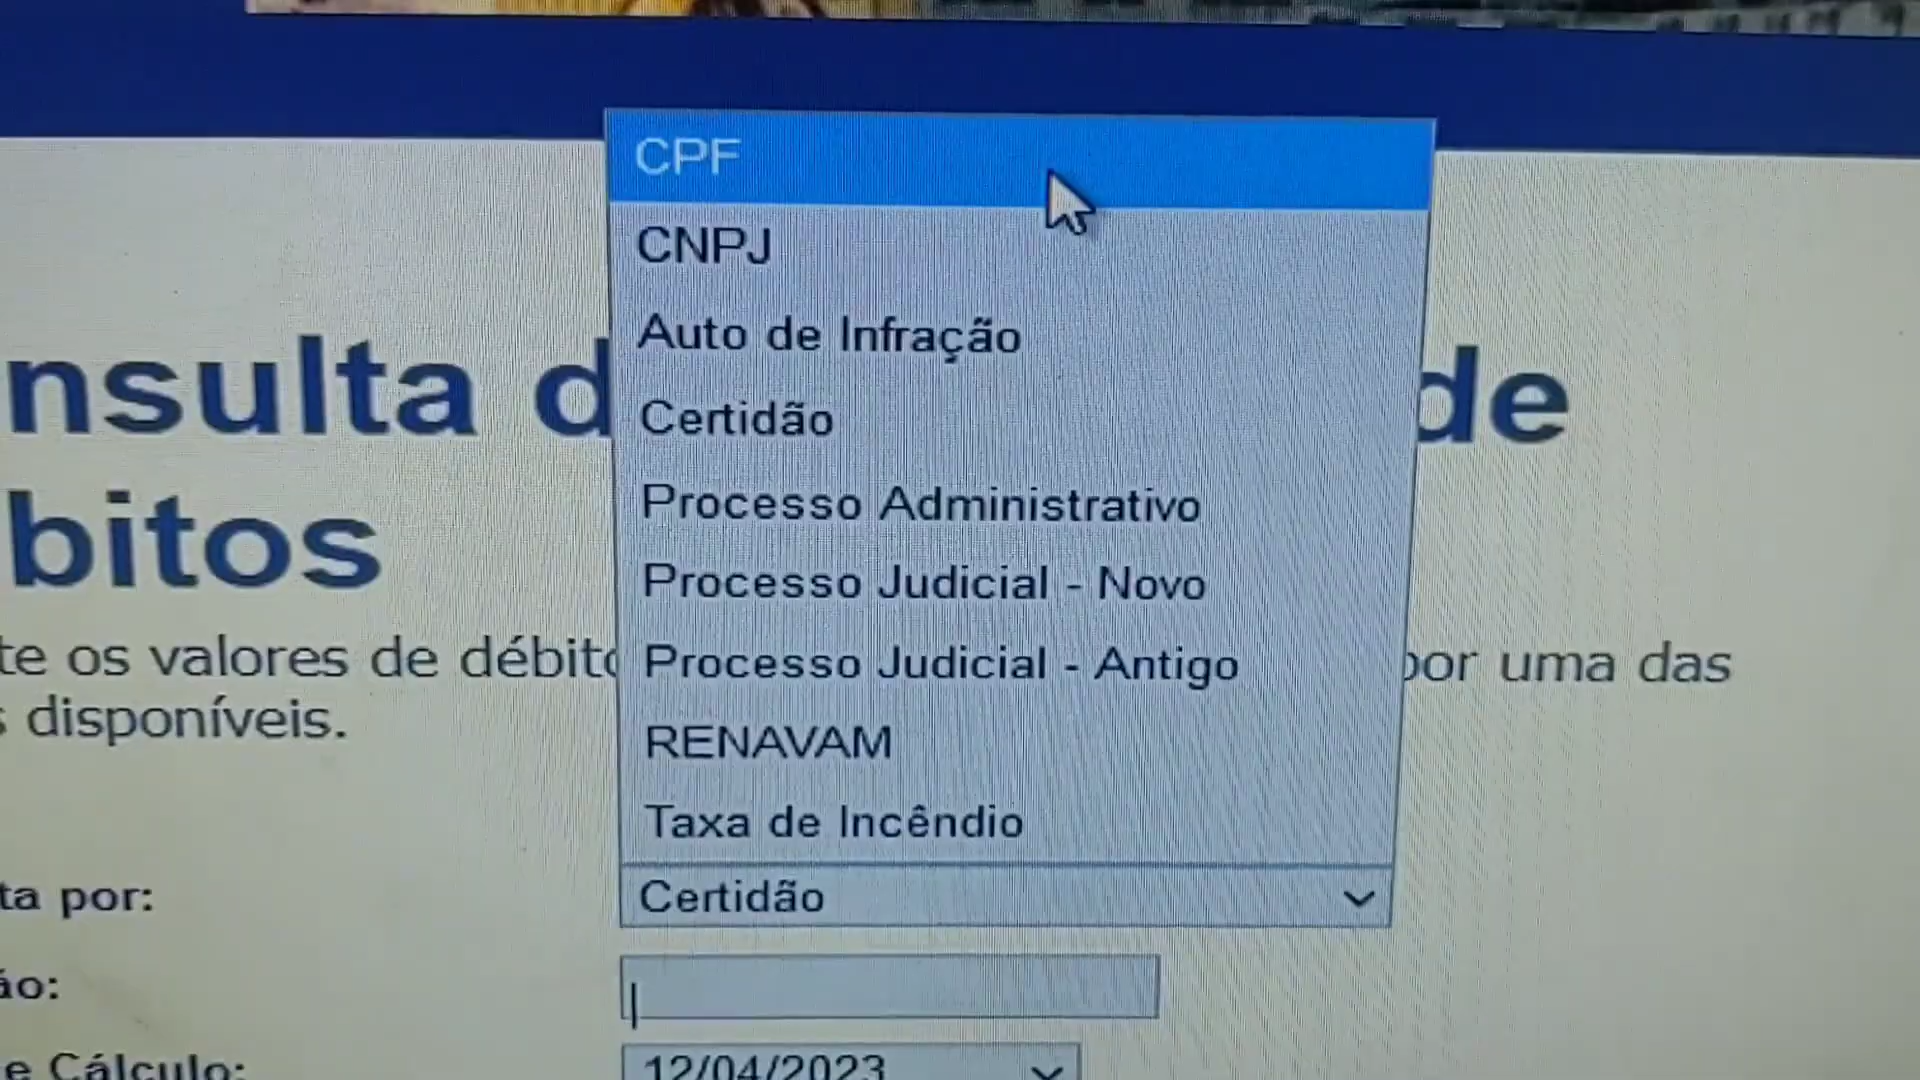 CPF
CNPJ
Auto de Infração
nsulta d de
Certidão
Processo Administrativo
bitos
Processo Judicial - Novo
te os valores de débito por uma das
Processo Judicial - Antigo
s disponíveis.
RENAVAM
Taxa de Incêndio
ta por: Certidão
ão:
e Cálculo: 12/04/2023